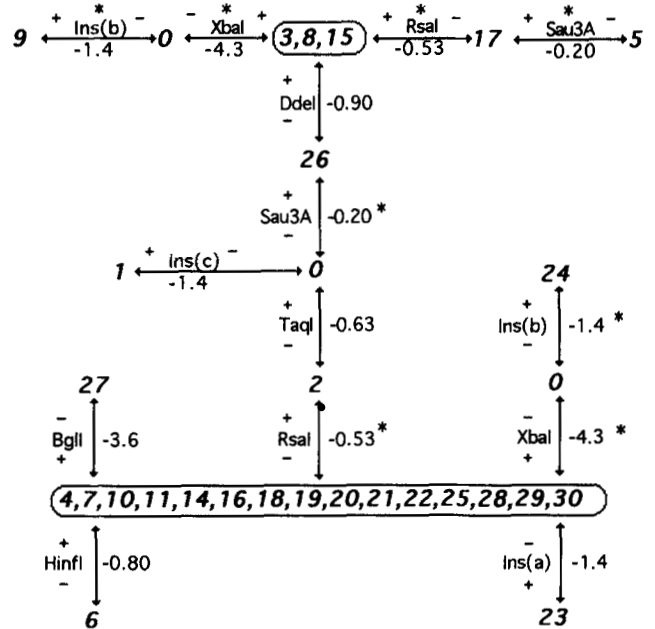 * * * *
9 + Ins(b) - 0 - XbaI + 3,8,15 + RsaI - 17 + Sau3A - 5
-1.4 -4.3 -0.53 -0.20
+
DdeI -0.90
-
26
+
Sau3A -0.20 *
-
1 + Ins(c) - 0 24
-1.4
+ +
TaqI -0.63 Ins(b) -1.4 *
- -
27 2 0
- + -
BglI -3.6 RsaI -0.53 * XbaI -4.3 *
+ - +
4,7,10,11,14,16,18,19,20,21,22,25,28,29,30
+ -
HinfI -0.80 Ins(a) -1.4
- +
6 23